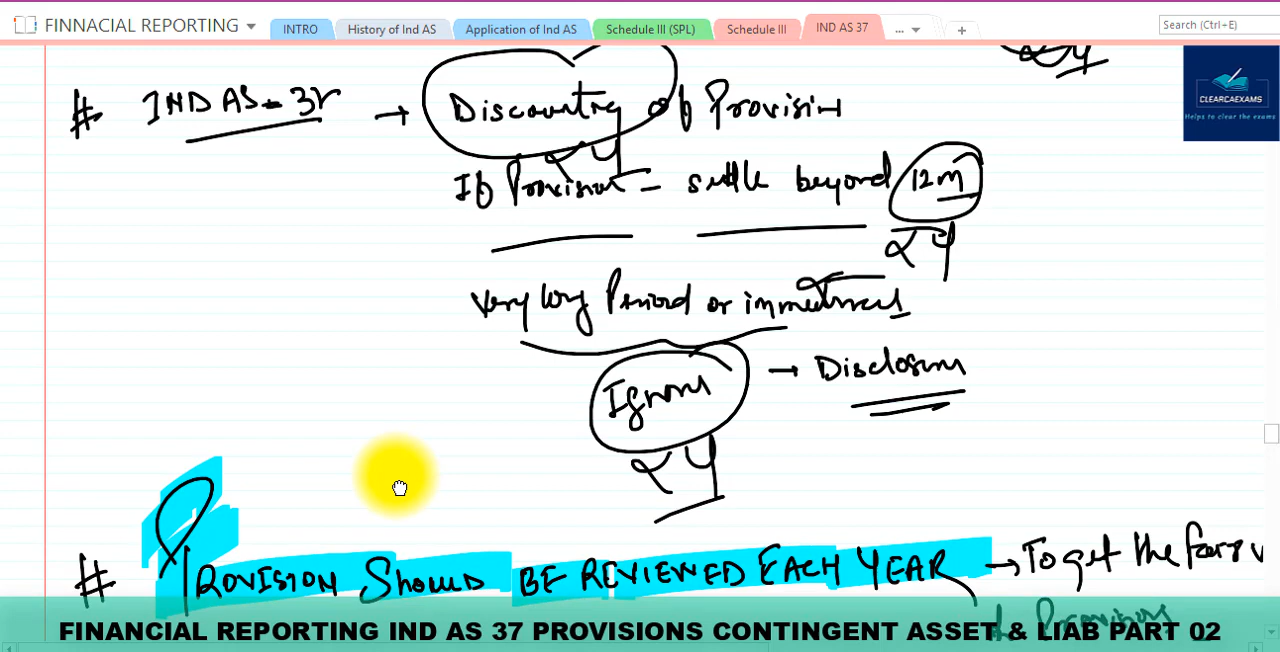 FINNACIAL REPORTING INTRO History of Ind AS Application of Ind AS Schedule III (SPL) Schedule III IND AS 37 ... + Search (Ctrl+E)
CLEARCAEXAMS
Helps to clear the exams
# IND AS - 37 → Discounting of Provision
If Provision = settle beyond 12m
very long Period or immaterial
Ignore → Disclosure
# PROVISION Should BE REVIEWED EACH YEAR → To get the fair v
of Provisions
FINANCIAL REPORTING IND AS 37 PROVISIONS CONTINGENT ASSET & LIAB PART 02